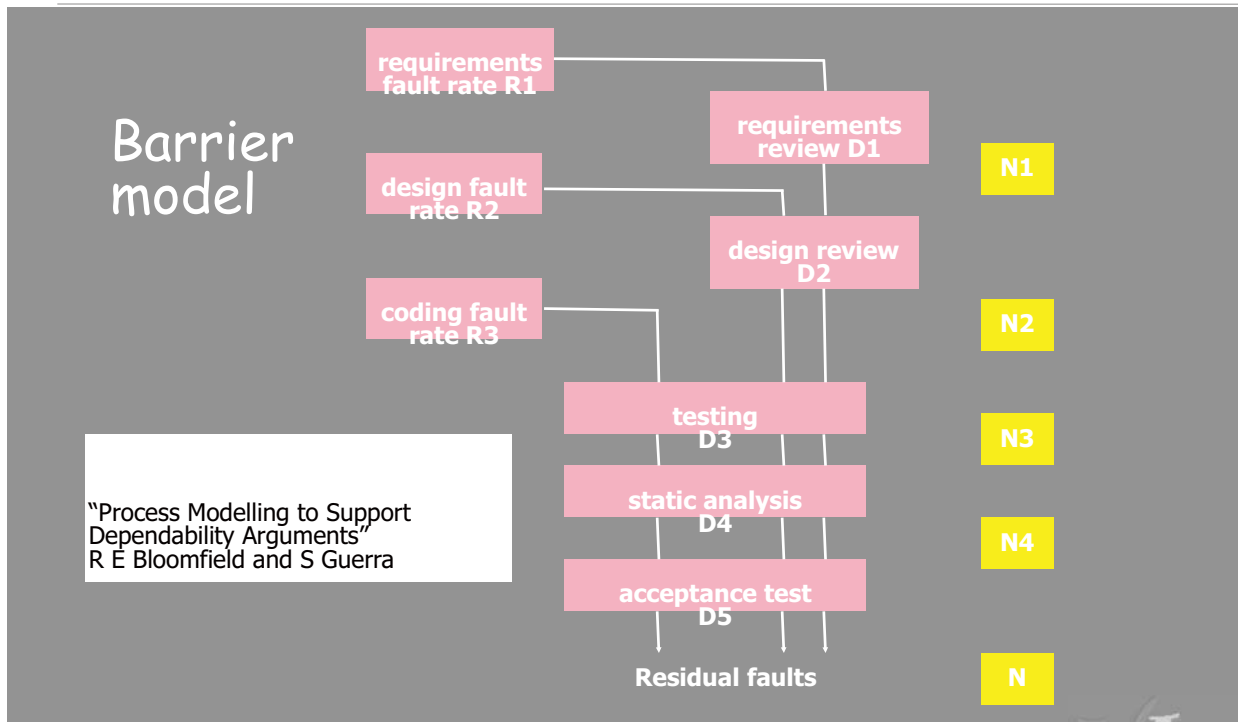 requirements
fault rate R1
Barrier
model
requirements
review D1
N1
design fault
rate R2
design review
D2
coding fault
rate R3
N2
testing
D3
N3
“Process Modelling to Support
Dependability Arguments”
R E Bloomfield and S Guerra
static analysis
D4
N4
acceptance test
D5
Residual faults
N